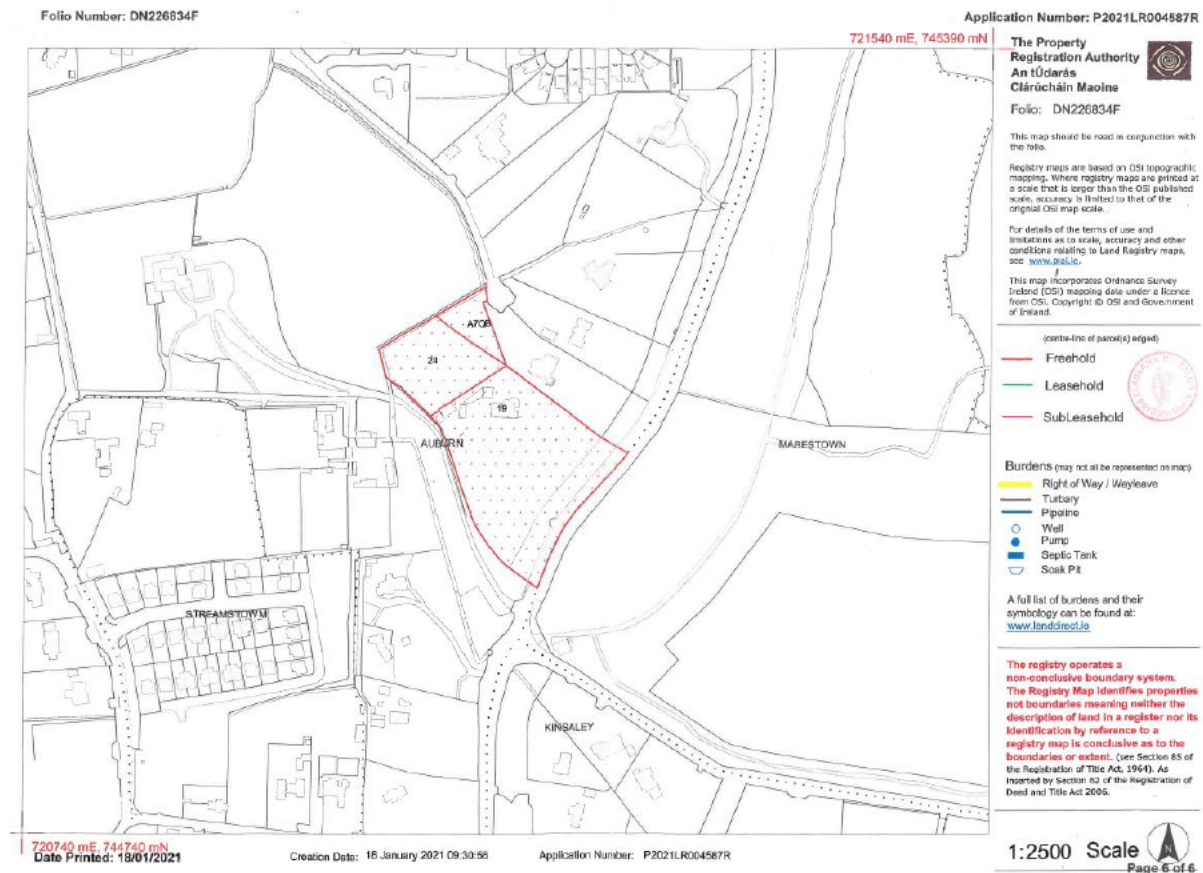 Folio Number: DN226834F
Application Number: P2021LR004587R
721540 mE, 745390 mN
The Property
Registration Authority
An tÚdarás
Clárúcháin Maoine
Folio: DN226834F
This map should be read in conjunction with
the folio.
Registry maps are based on OSi topographic
mapping. Where registry maps are printed at
a scale that is larger than the OSi published
scale, accuracy is limited to that of the
original OSi map scale.
For details of the terms of use and
limitations as to scale, accuracy and other
conditions relating to Land Registry maps,
see www.prai.ie.
This map incorporates Ordnance Survey
Ireland (OSi) mapping data under a licence
from OSi. Copyright © OSi and Government
of Ireland.
(centre-line of parcel(s) edged)
Freehold
Leasehold
SubLeasehold
Burdens (may not all be represented on map)
Right of Way / Wayleave
Turbary
Pipeline
Well
Pump
Septic Tank
Soak Pit
A full list of burdens and their
symbology can be found at:
www.landdirect.ie
The registry operates a
non-conclusive boundary system.
The Registry Map identifies properties
not boundaries meaning neither the
description of land in a register nor its
identification by reference to a
registry map is conclusive as to the
boundaries or extent. (see Section 85 of
the Registration of Title Act, 1964). As
inserted by Section 62 of the Registration of
Deed and Title Act 2006.
1:2500 Scale
N
Page 6 of 6
24
19
AUBURN
MABESTOWN
STREAMSTOWN
KINSALEY
720740 mE, 744740 mN
Date Printed: 18/01/2021
Creation Date: 18 January 2021 09:30:56
Application Number: P2021LR004587R